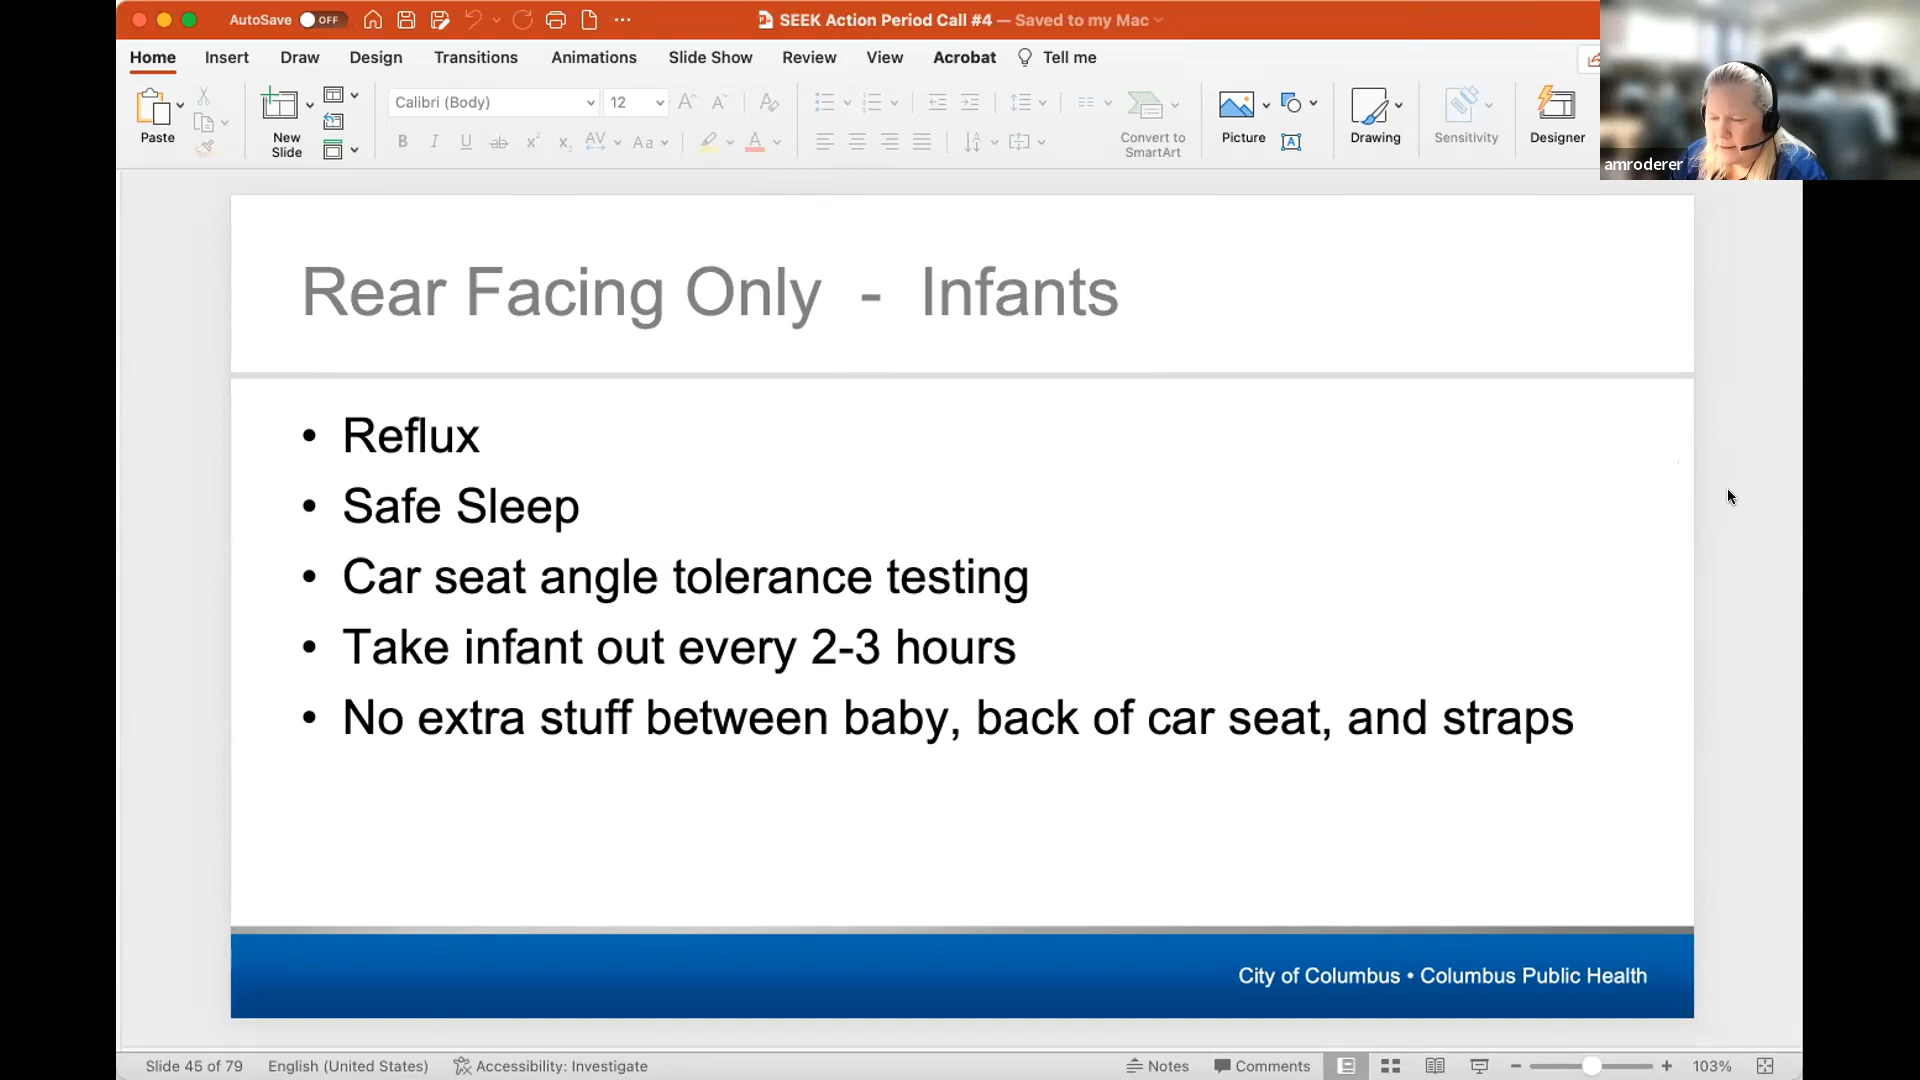 AutoSave OFF
SEEK Action Period Call #4 — Saved to my Mac
Home Insert Draw Design Transitions Animations Slide Show Review View Acrobat Tell me
Calibri (Body) 12
Paste
New
Slide
Convert to
SmartArt
Picture
Drawing
Sensitivity
Designer
amroderer
Rear Facing Only - Infants
• Reflux
• Safe Sleep
• Car seat angle tolerance testing
• Take infant out every 2-3 hours
• No extra stuff between baby, back of car seat, and straps
City of Columbus • Columbus Public Health
Slide 45 of 79 English (United States) Accessibility: Investigate Notes Comments 103%